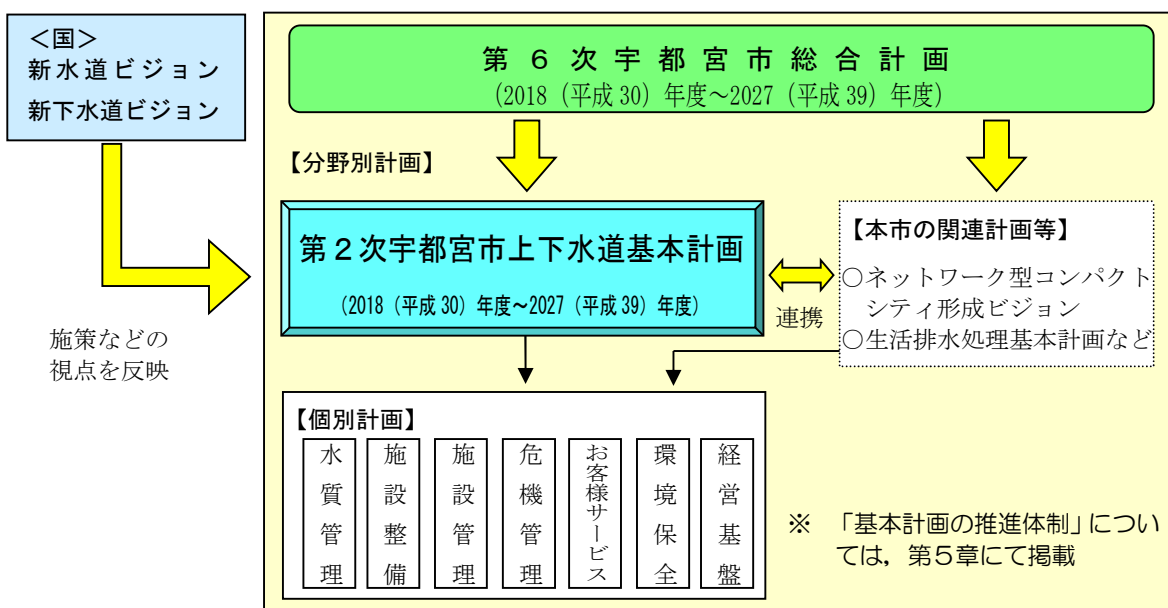 ＜国＞
新水道ビジョン
新下水道ビジョン
第６次宇都宮市総合計画
（2018（平成30）年度～2027（平成39）年度）
【分野別計画】
第２次宇都宮市上下水道基本計画
（2018（平成30）年度～2027（平成39）年度）
連携
【本市の関連計画等】
○ネットワーク型コンパクト
シティ形成ビジョン
○生活排水処理基本計画など
施策などの
視点を反映
【個別計画】
水質管理
施設整備
施設管理
危機管理
お客様サービス
環境保全
経営基盤
※　「基本計画の推進体制」につい
ては，第５章にて掲載